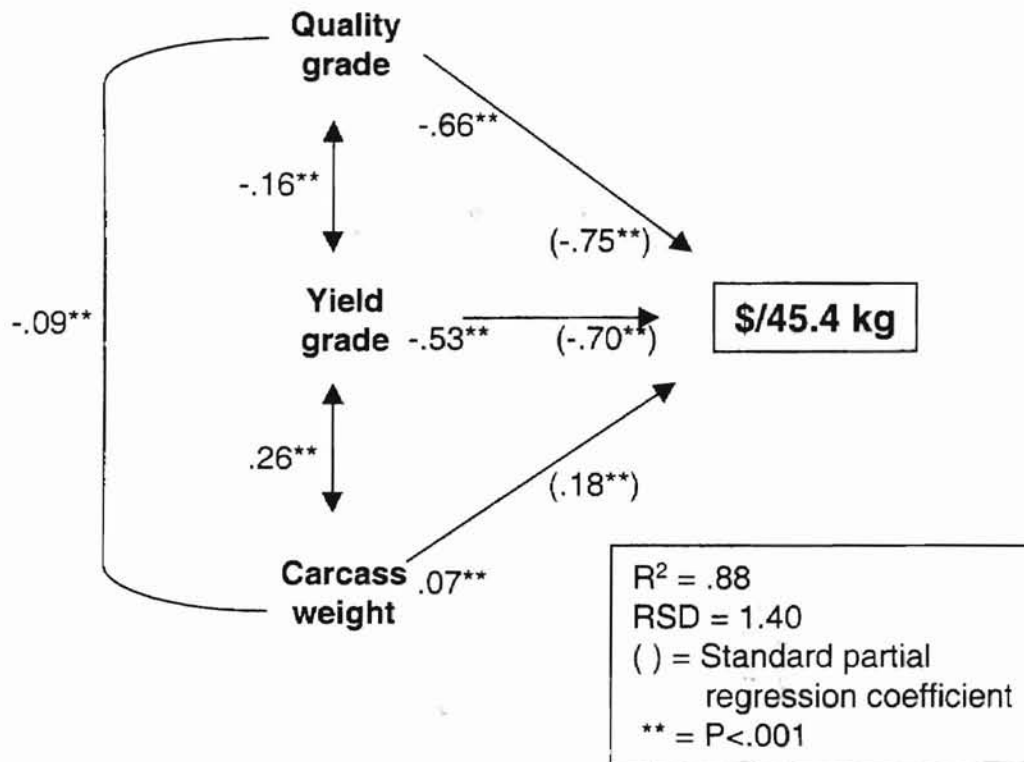 Quality
grade
-.66**
-.16**
(-.75**)
Yield
grade
-.53**
(-.70**)
$/45.4 kg
-.09**
.26**
(.18**)
Carcass
weight
.07**
R² = .88
RSD = 1.40
( ) = Standard partial
regression coefficient
** = P<.001